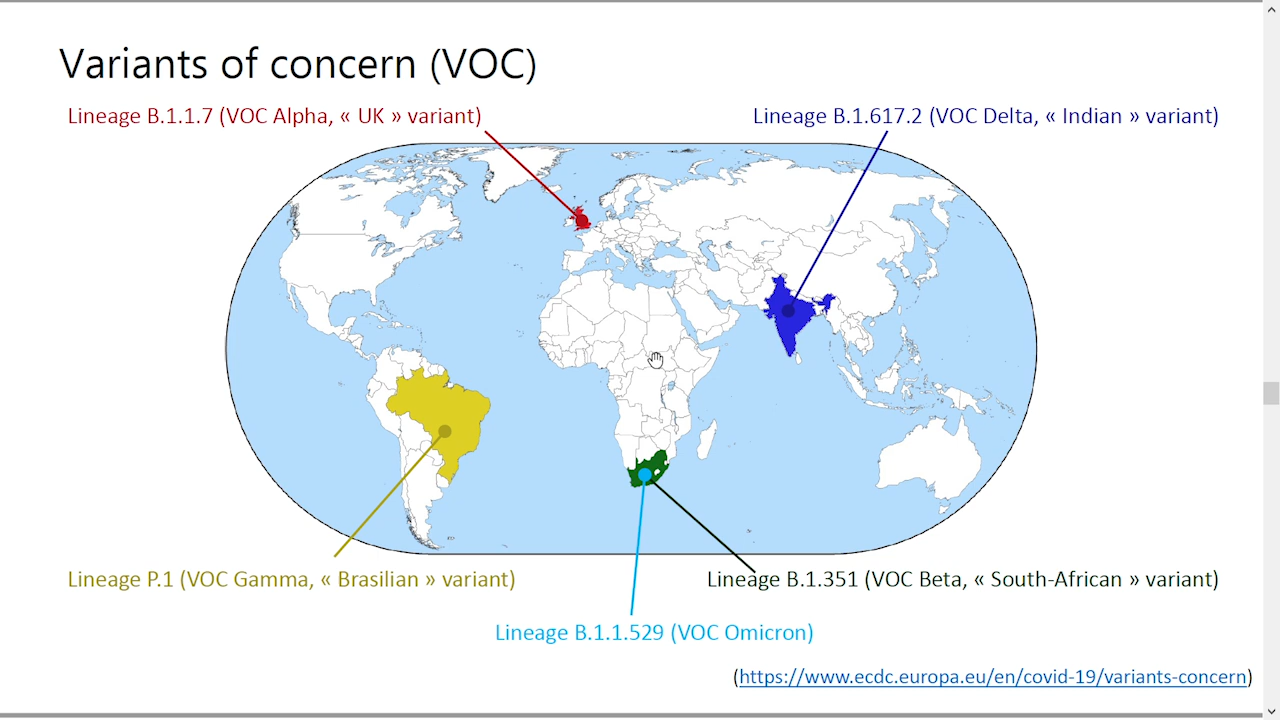 Variants of concern (VOC)
Lineage B.1.1.7 (VOC Alpha, « UK » variant)
Lineage B.1.617.2 (VOC Delta, « Indian » variant)
Lineage P.1 (VOC Gamma, « Brasilian » variant)
Lineage B.1.351 (VOC Beta, « South-African » variant)
Lineage B.1.1.529 (VOC Omicron)
(https://www.ecdc.europa.eu/en/covid-19/variants-concern)